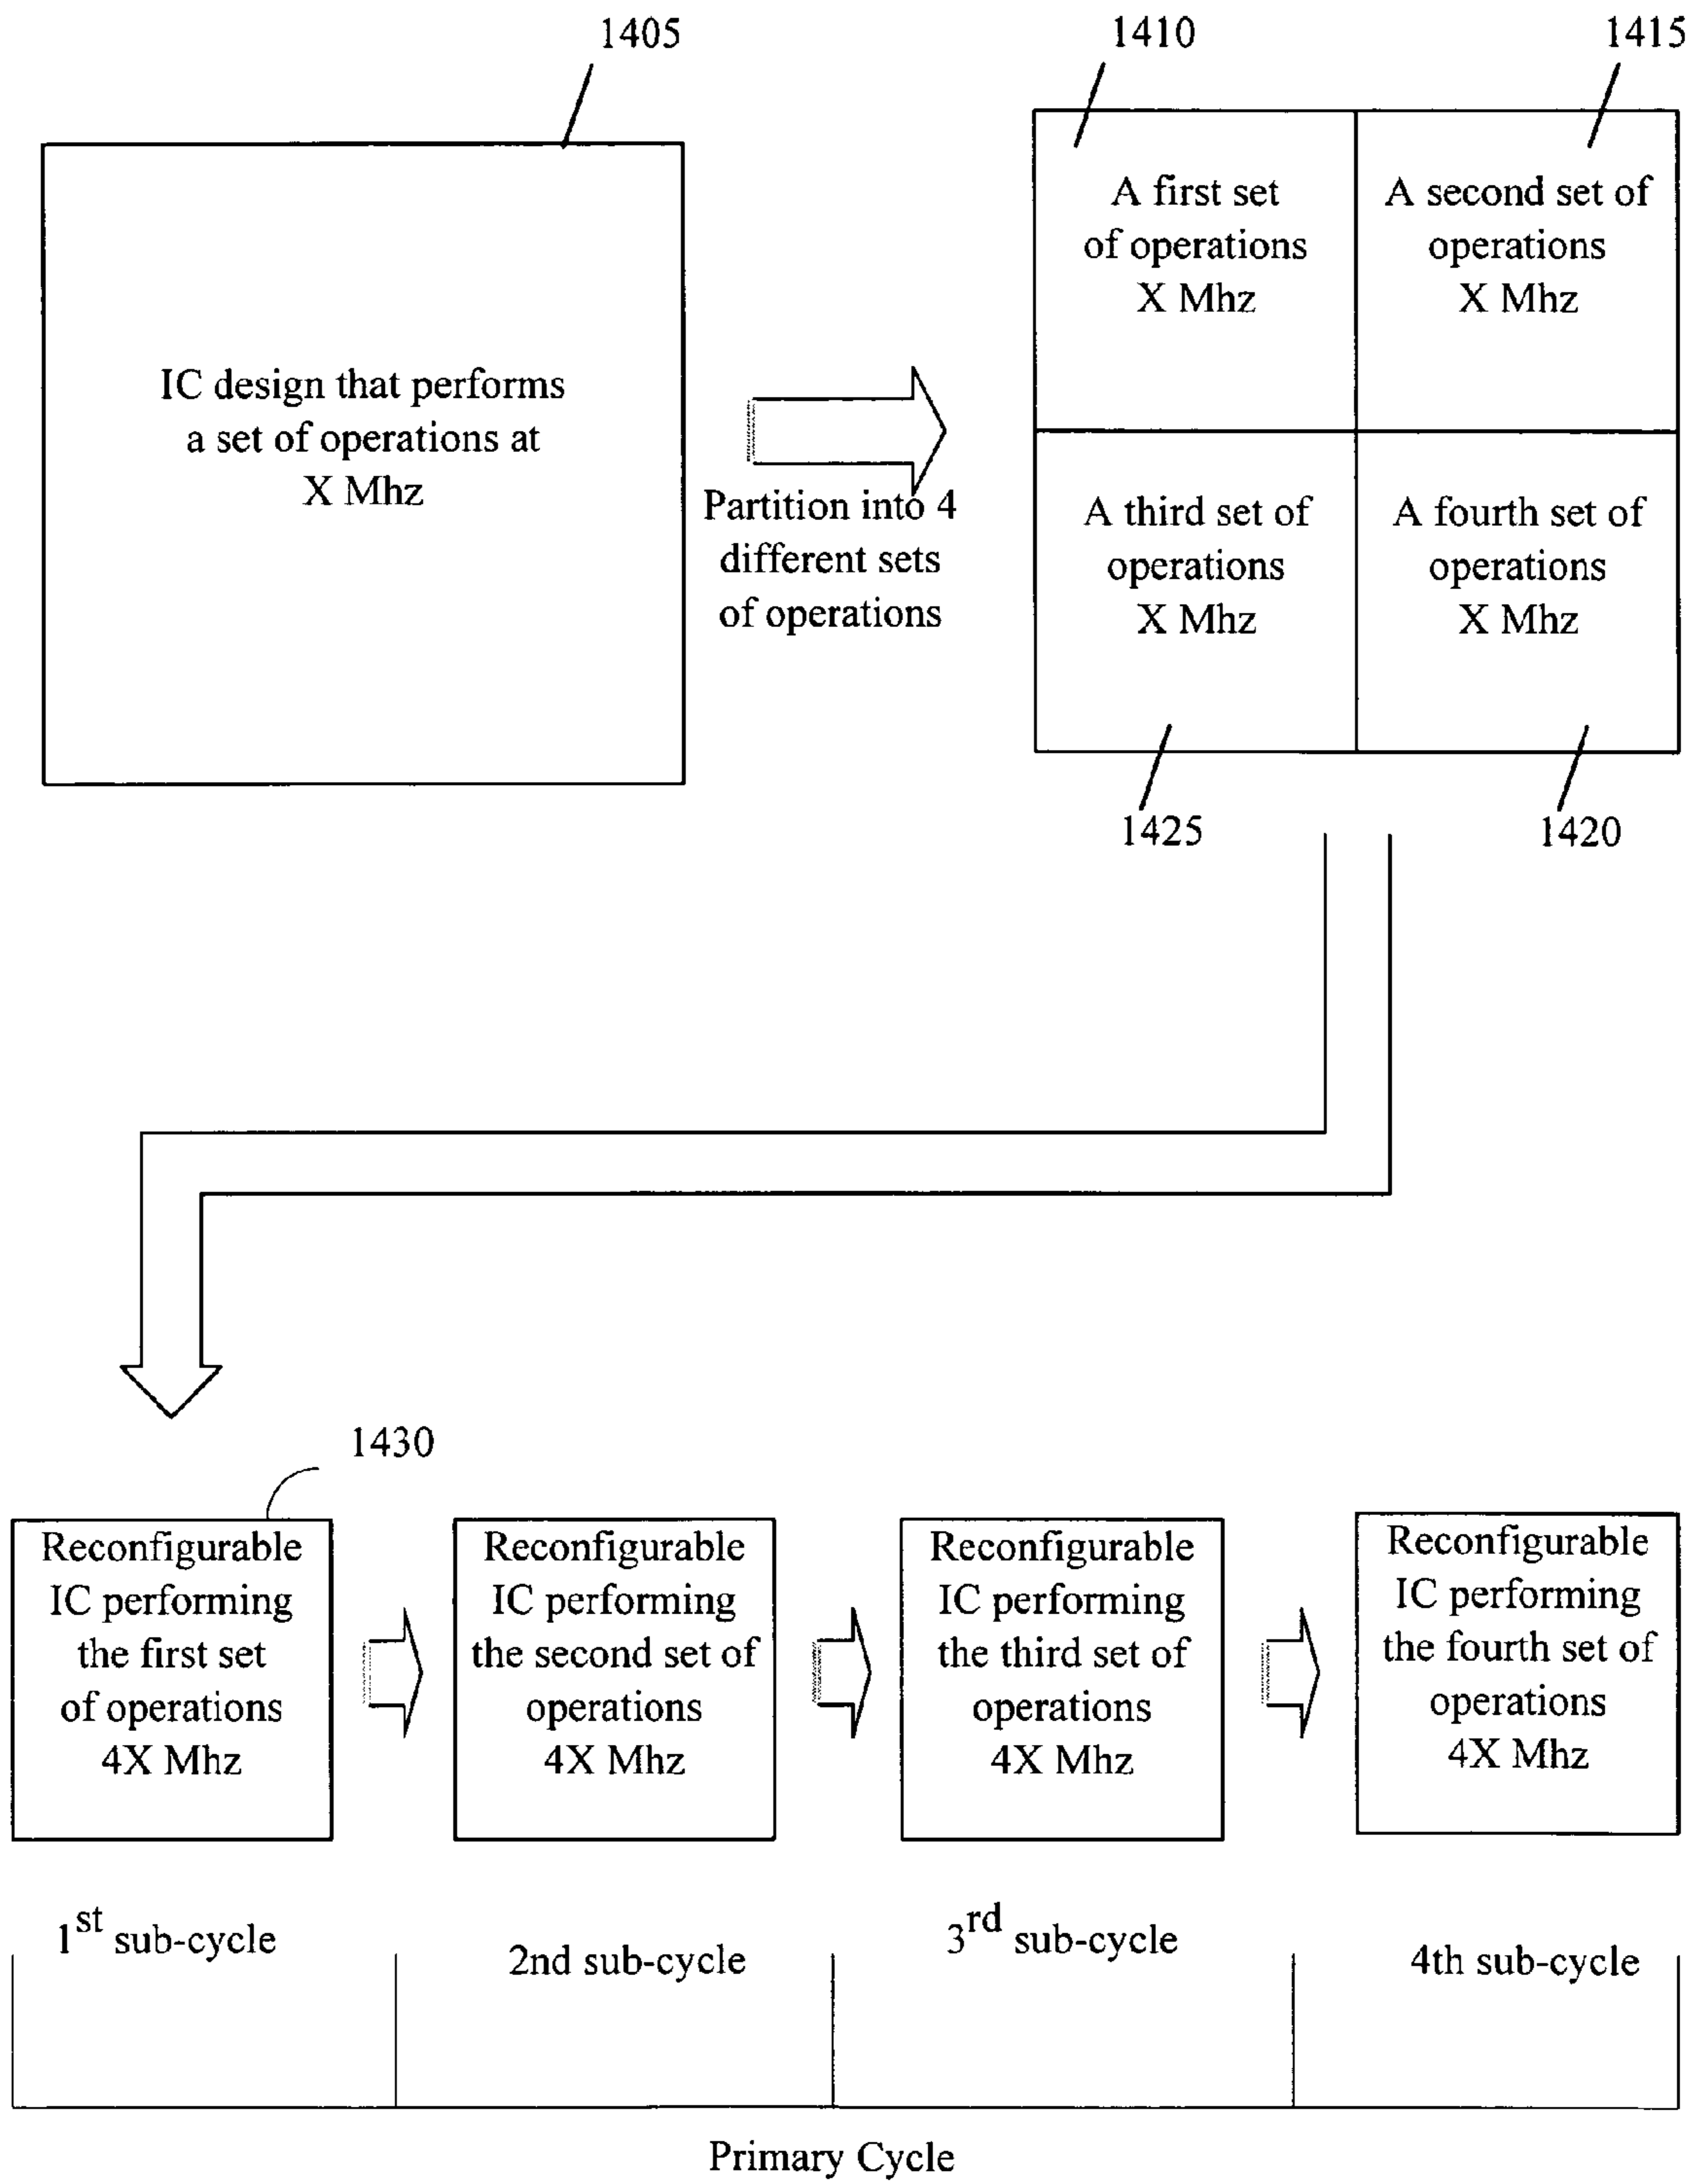 1405
1410
1415
IC design that performs
a set of operations at
X Mhz
Partition into 4
different sets
of operations
A first set
of operations
X Mhz
A second set of
operations
X Mhz
A third set of
operations
X Mhz
A fourth set of
operations
X Mhz
1425
1420
1430
Reconfigurable
IC performing
the first set
of operations
4X Mhz
Reconfigurable
IC performing
the second set of
operations
4X Mhz
Reconfigurable
IC performing
the third set of
operations
4X Mhz
Reconfigurable
IC performing
the fourth set of
operations
4X Mhz
1st sub-cycle
2nd sub-cycle
3rd sub-cycle
4th sub-cycle
Primary Cycle